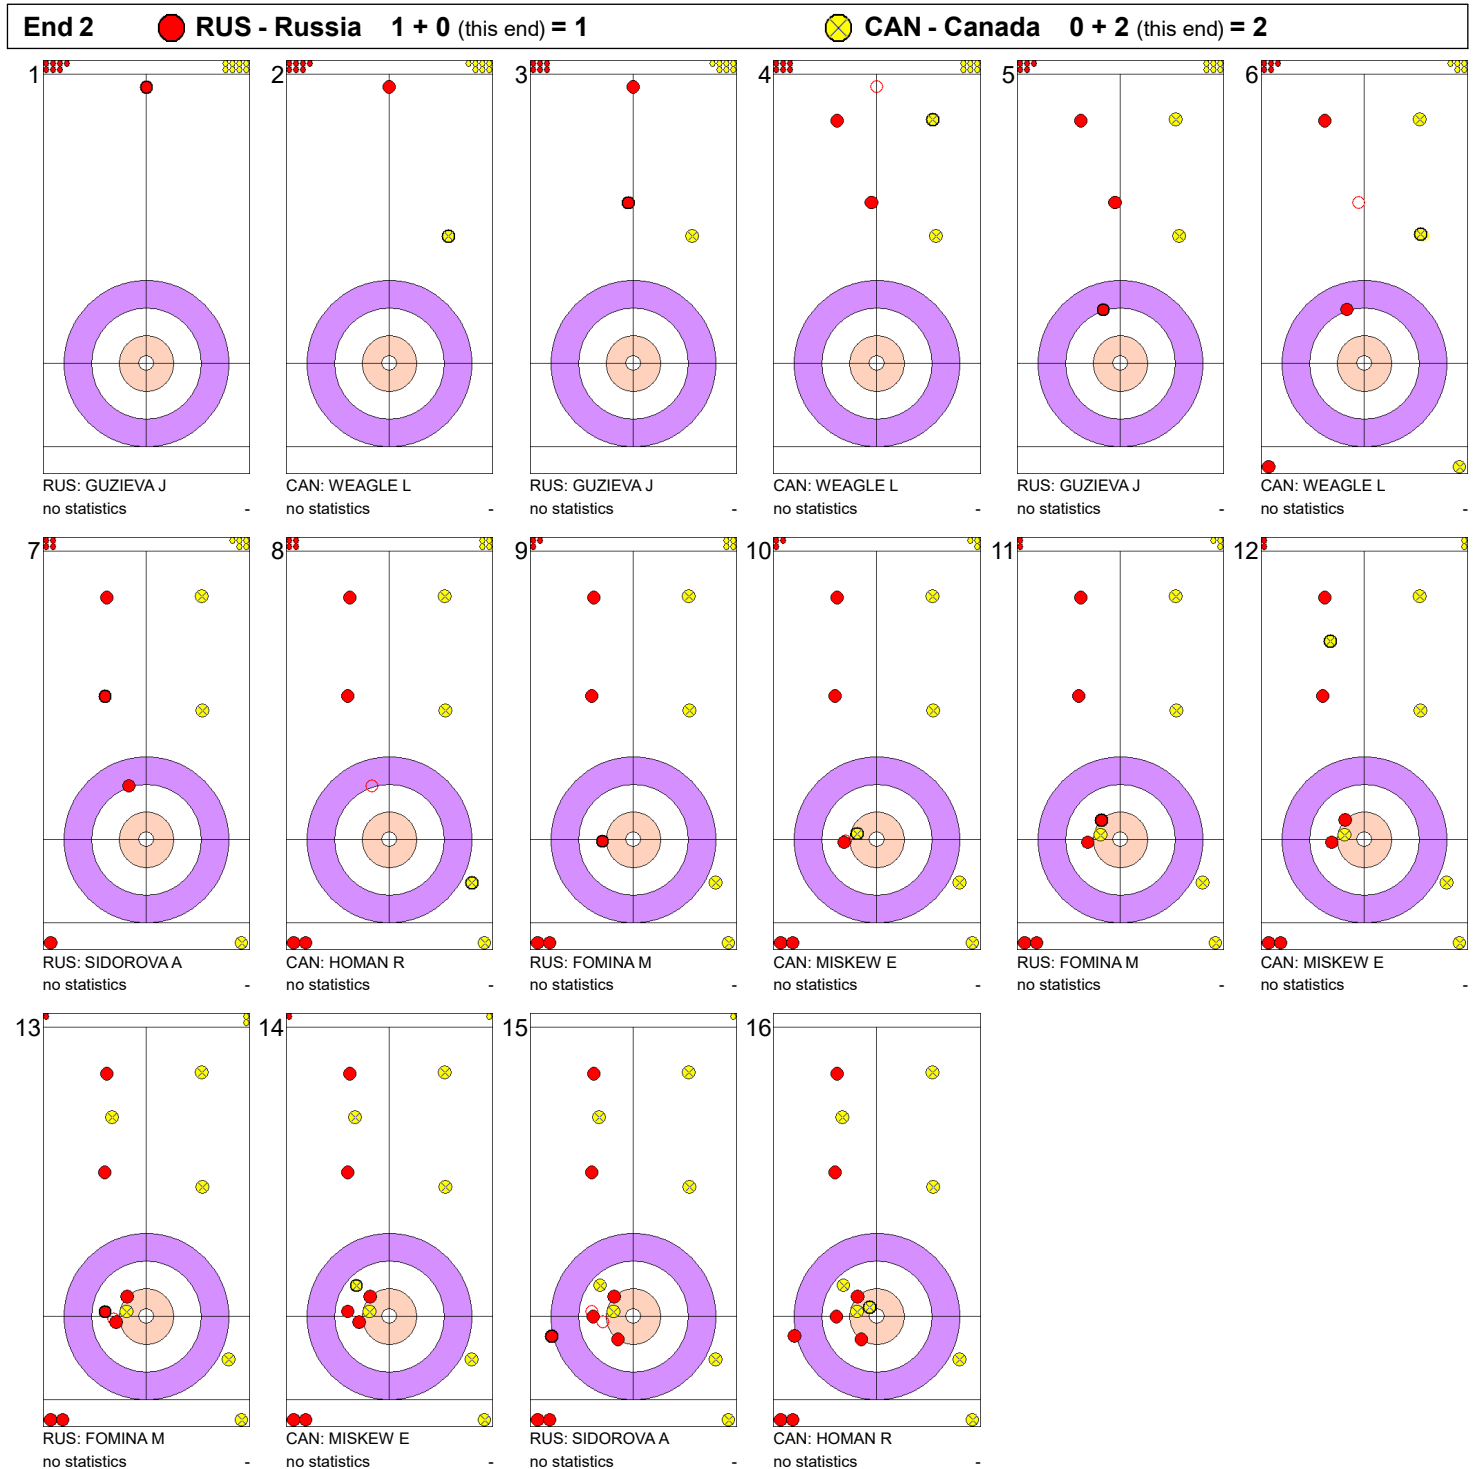 End 2 RUS - Russia 1 + 0 (this end) = 1 CAN - Canada 0 + 2 (this end) = 2
1 2 3 4 5 6
RUS: GUZIEVA J CAN: WEAGLE L RUS: GUZIEVA J CAN: WEAGLE L RUS: GUZIEVA J CAN: WEAGLE L
no statistics - no statistics - no statistics - no statistics - no statistics - no statistics -
7 8 9 10 11 12
RUS: SIDOROVA A CAN: HOMAN R RUS: FOMINA M CAN: MISKEW E RUS: FOMINA M CAN: MISKEW E
no statistics - no statistics - no statistics - no statistics - no statistics - no statistics -
13 14 15 16
RUS: FOMINA M CAN: MISKEW E RUS: SIDOROVA A CAN: HOMAN R
no statistics - no statistics - no statistics - no statistics -